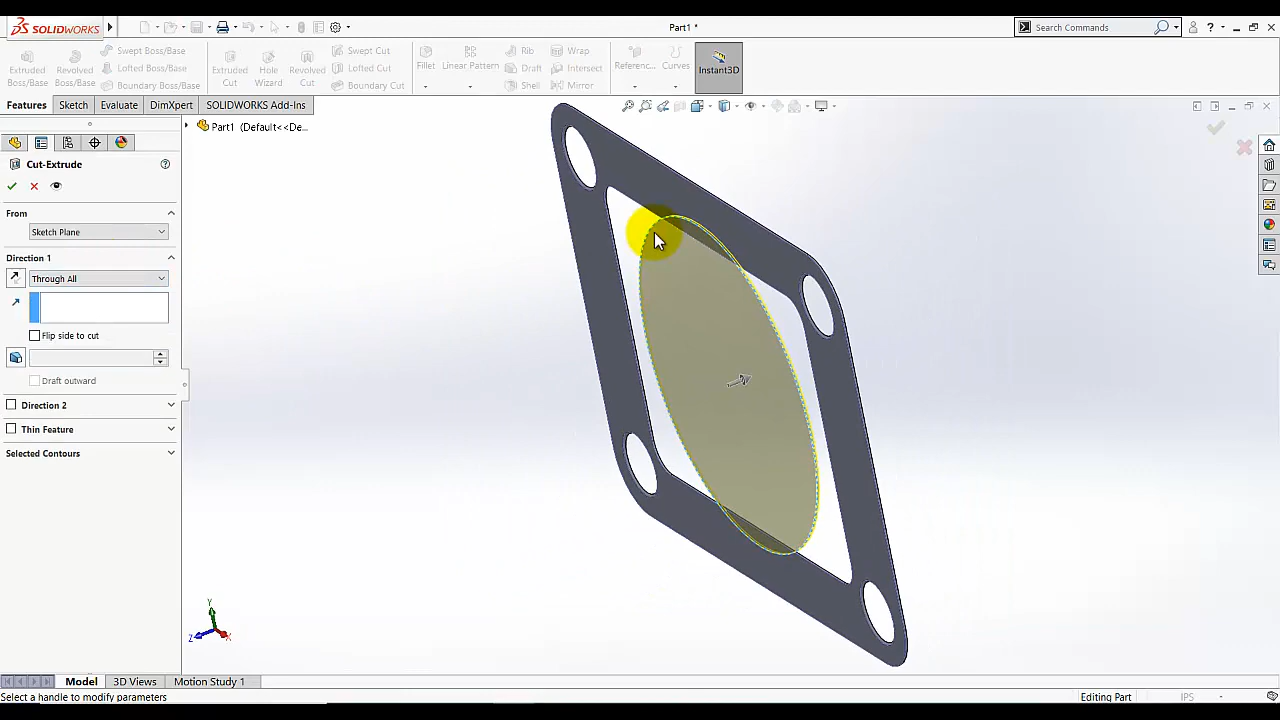 SOLIDWORKS
Part1 *
Search Commands
Extruded Boss/Base
Revolved Boss/Base
Swept Boss/Base
Lofted Boss/Base
Boundary Boss/Base
Extruded Cut
Hole Wizard
Revolved Cut
Swept Cut
Lofted Cut
Boundary Cut
Fillet
Linear Pattern
Rib
Draft
Shell
Wrap
Intersect
Mirror
Referenc...
Curves
Instant3D
Features
Sketch
Evaluate
DimXpert
SOLIDWORKS Add-Ins
Part1 (Default<<De...
Cut-Extrude
From
Sketch Plane
Direction 1
Through All
Flip side to cut
Draft outward
Direction 2
Thin Feature
Selected Contours
Y
Z
X
Model
3D Views
Motion Study 1
Select a handle to modify parameters
Editing Part
IPS